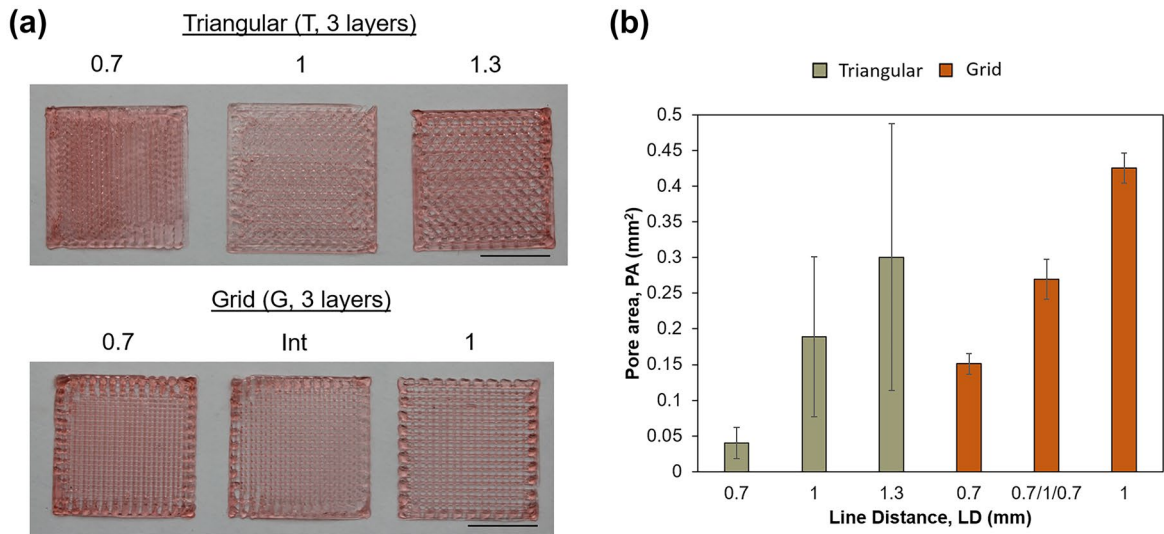 (a)
Triangular (T, 3 layers)
0.7 1 1.3
Grid (G, 3 layers)
0.7 Int 1
(b)
Triangular Grid
0.5
0.45
0.4
0.35
0.3
0.25
0.2
0.15
0.1
0.05
0
Pore area, PA (mm²)
0.7 1 1.3 0.7 0.7/1/0.7 1
Line Distance, LD (mm)